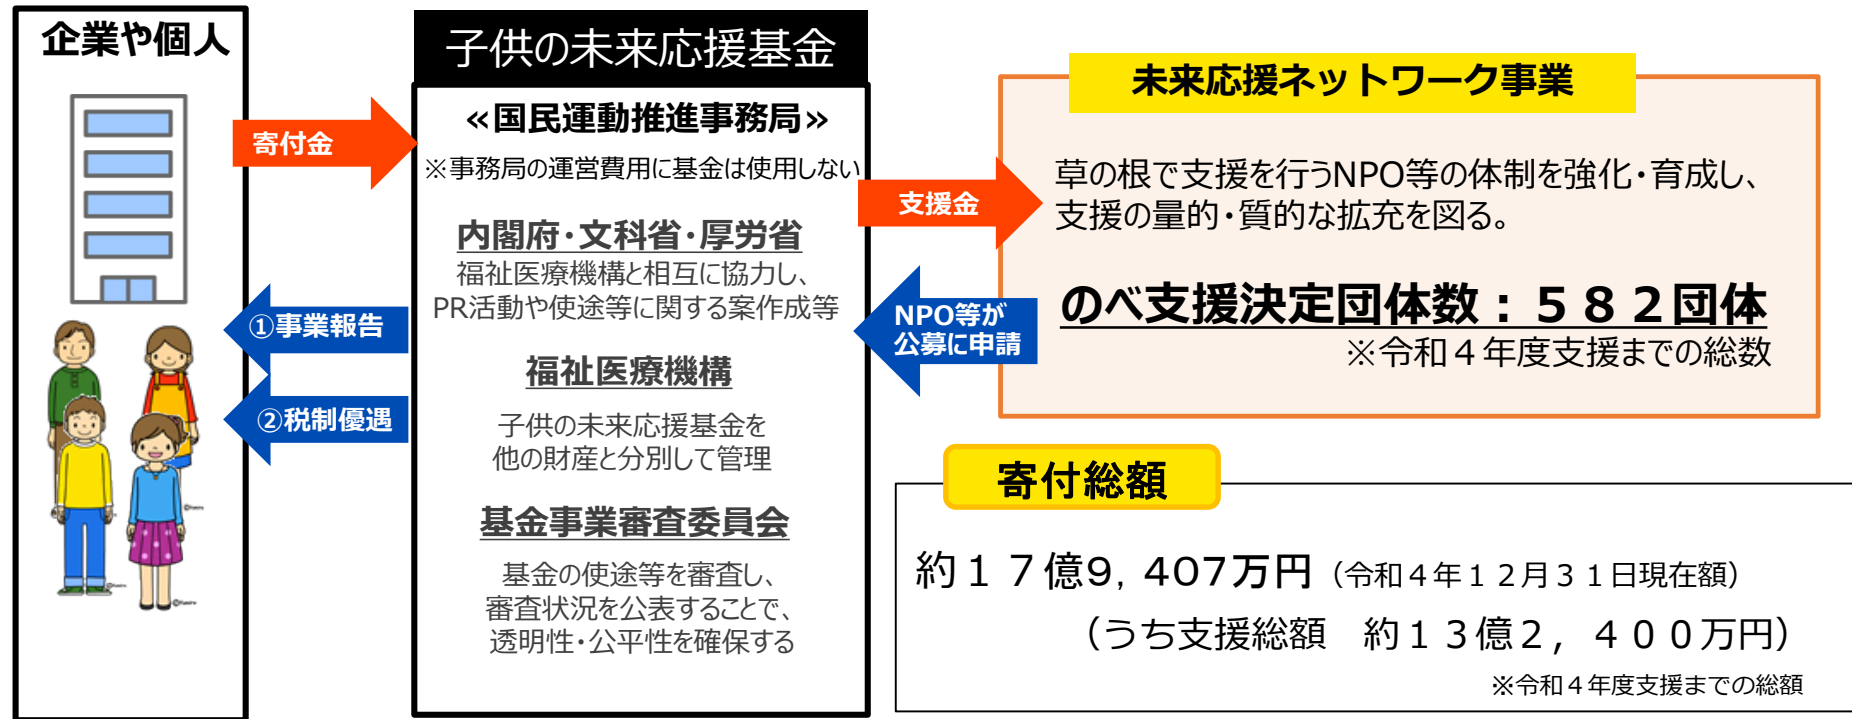 企業や個人
寄付金
①事業報告
②税制優遇
子供の未来応援基金
≪国民運動推進事務局≫
※事務局の運営費用に基金は使用しない
内閣府・文科省・厚労省
福祉医療機構と相互に協力し、
PR活動や使途等に関する案作成等
福祉医療機構
子供の未来応援基金を
他の財産と分別して管理
基金事業審査委員会
基金の使途等を審査し、
審査状況を公表することで、
透明性・公平性を確保する
支援金
NPO等が
公募に申請
未来応援ネットワーク事業
草の根で支援を行うNPO等の体制を強化・育成し、
支援の量的・質的な拡充を図る。
のべ支援決定団体数：５８２団体
※令和４年度支援までの総数
寄付総額
約１７億9，407万円（令和４年１２月３１日現在額）
（うち支援総額　約１３億２，４００万円）
※令和４年度支援までの総額